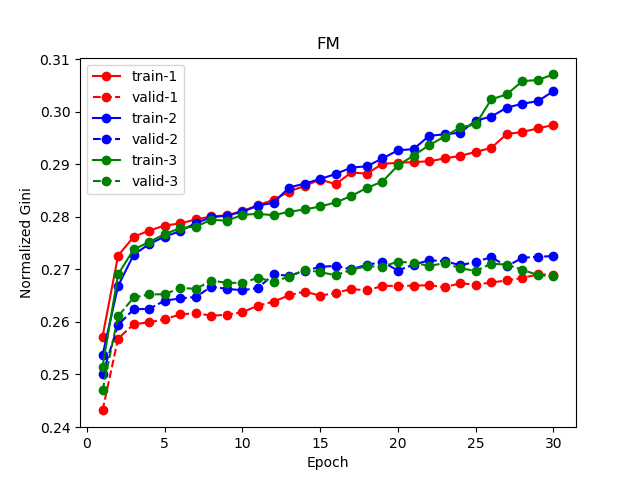 FM
0.31
0.30
0.29
0.28
0.27
0.26
0.25
0.24
Normalized Gini
train-1
valid-1
train-2
valid-2
train-3
valid-3
0 5 10 15 20 25 30
Epoch